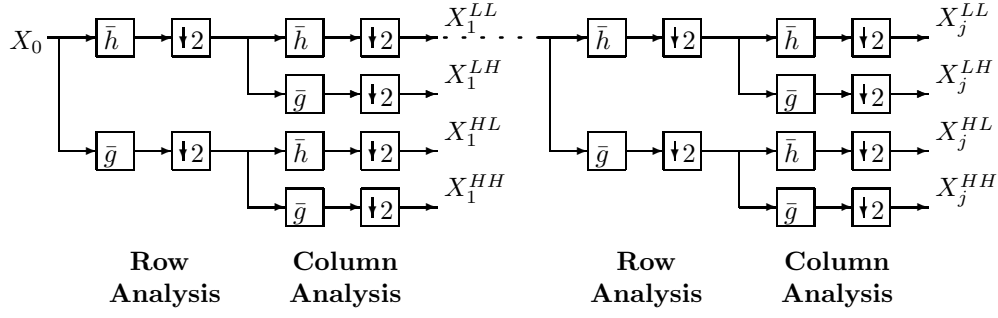 X_0 h̄ ↓2 h̄ ↓2 X_1^{LL} . . . . . h̄ ↓2 h̄ ↓2 X_j^{LL}
ḡ ↓2 X_1^{LH} ḡ ↓2 X_j^{LH}
ḡ ↓2 h̄ ↓2 X_1^{HL} ḡ ↓2 h̄ ↓2 X_j^{HL}
ḡ ↓2 X_1^{HH} ḡ ↓2 X_j^{HH}
Row Column Row Column
Analysis Analysis Analysis Analysis